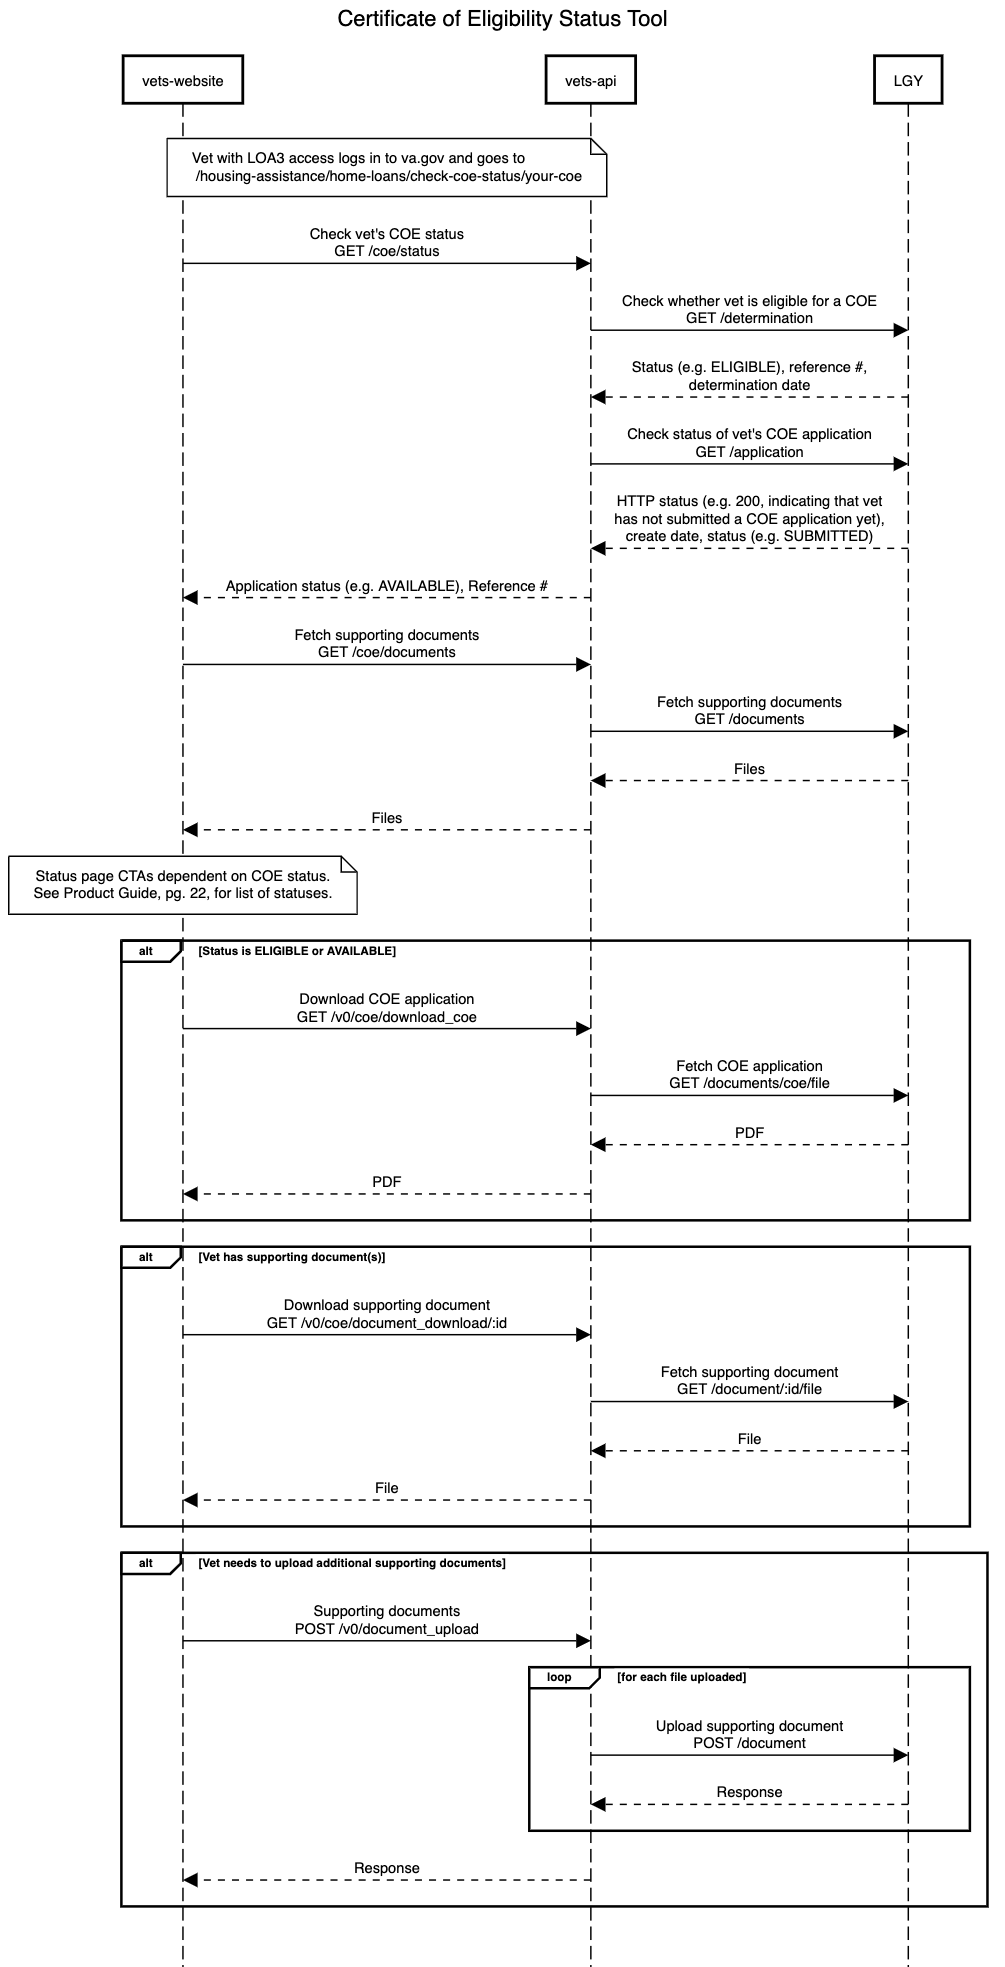 Certificate of Eligibility Status Tool
vets-website
vets-api
LGY
Vet with LOA3 access logs in to va.gov and goes to
/housing-assistance/home-loans/check-coe-status/your-coe
Check vet's COE status
GET /coe/status
Check whether vet is eligible for a COE
GET /determination
Status (e.g. ELIGIBLE), reference #,
determination date
Check status of vet's COE application
GET /application
HTTP status (e.g. 200, indicating that vet
has not submitted a COE application yet),
create date, status (e.g. SUBMITTED)
Application status (e.g. AVAILABLE), Reference #
Fetch supporting documents
GET /coe/documents
Fetch supporting documents
GET /documents
Files
Files
Status page CTAs dependent on COE status.
See Product Guide, pg. 22, for list of statuses.
alt
[Status is ELIGIBLE or AVAILABLE]
Download COE application
GET /v0/coe/download_coe
Fetch COE application
GET /documents/coe/file
PDF
PDF
alt
[Vet has supporting document(s)]
Download supporting document
GET /v0/coe/document_download/:id
Fetch supporting document
GET /document/:id/file
File
File
alt
[Vet needs to upload additional supporting documents]
Supporting documents
POST /v0/document_upload
loop
[for each file uploaded]
Upload supporting document
POST /document
Response
Response